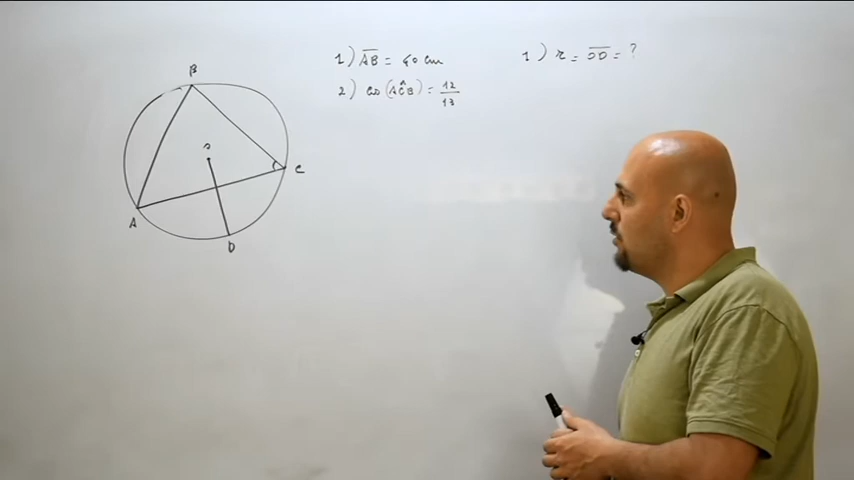 1) AB = 40 cm
2) cos(AĈB) = 12/13
1) r = OD = ?
B
O
C
A
D